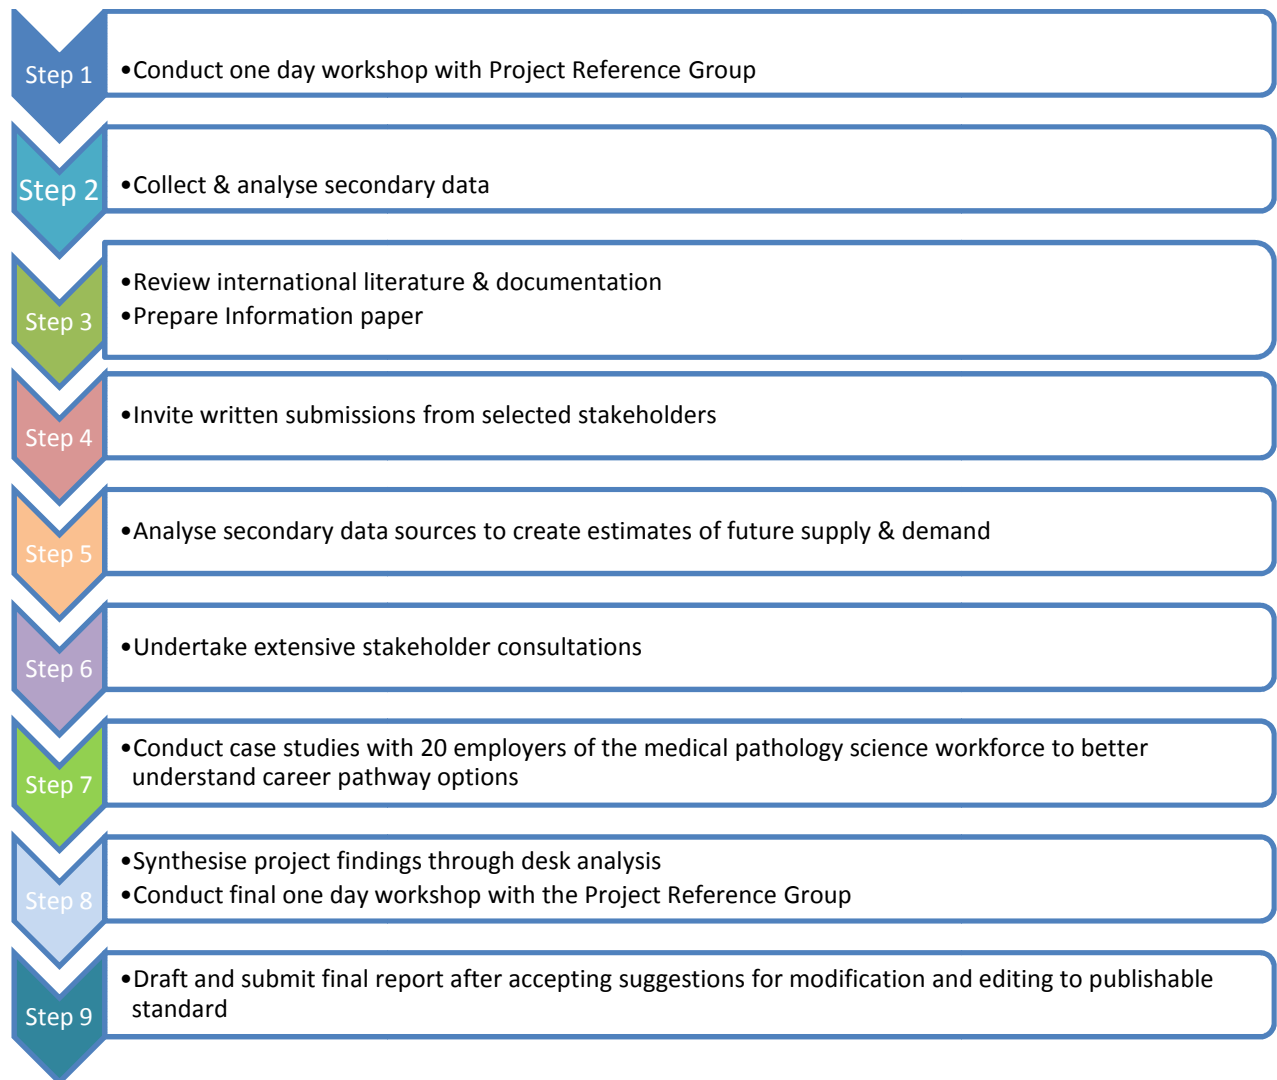 Step 1
•Conduct one day workshop with Project Reference Group
Step 2
•Collect & analyse secondary data
Step 3
•Review international literature & documentation
•Prepare Information paper
Step 4
•Invite written submissions from selected stakeholders
Step 5
•Analyse secondary data sources to create estimates of future supply & demand
Step 6
•Undertake extensive stakeholder consultations
Step 7
•Conduct case studies with 20 employers of the medical pathology science workforce to better
understand career pathway options
Step 8
•Synthesise project findings through desk analysis
•Conduct final one day workshop with the Project Reference Group
Step 9
•Draft and submit final report after accepting suggestions for modification and editing to publishable
standard